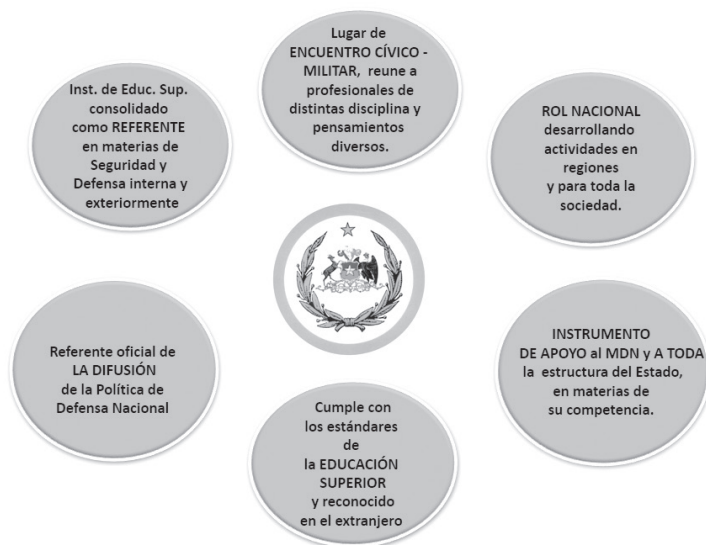 Lugar de
ENCUENTRO CÍVICO -
MILITAR, reune a
profesionales de
distintas disciplina y
pensamientos
diversos.
Inst. de Educ. Sup.
consolidado
como REFERENTE
en materias de
Seguridad y
Defensa interna y
exteriormente
ROL NACIONAL
desarrollando
actividades en
regiones
y para toda la
sociedad.
Referente oficial de
LA DIFUSIÓN
de la Política de
Defensa Nacional
INSTRUMENTO
DE APOYO al MDN y A TODA
la estructura del Estado,
en materias de
su competencia.
Cumple con
los estándares
de
la EDUCACIÓN
SUPERIOR
y reconocido
en el extranjero